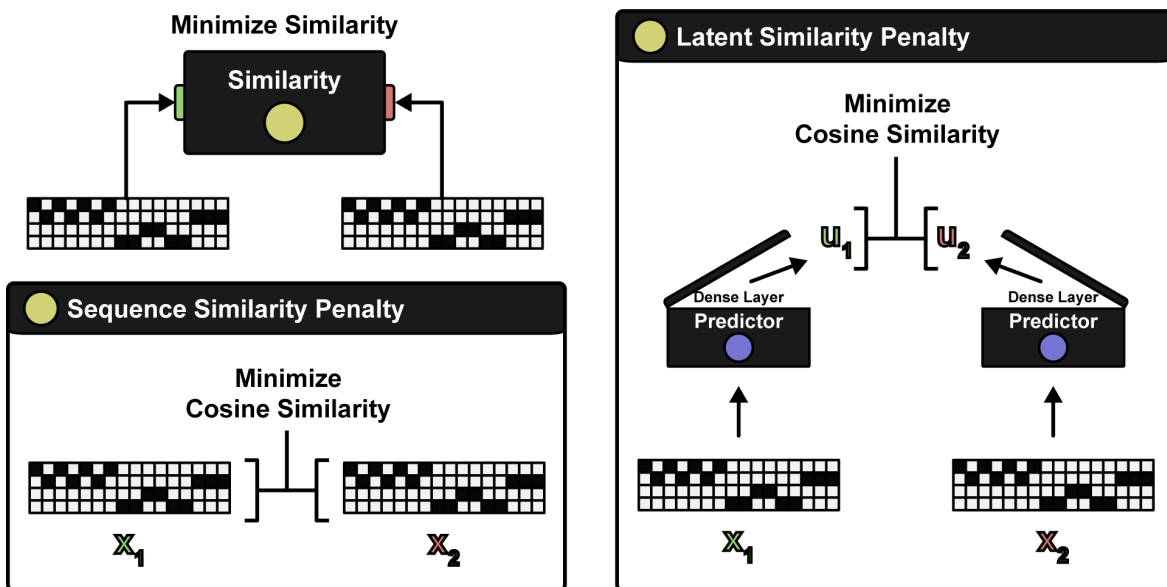 Minimize Similarity
Similarity
Sequence Similarity Penalty
Minimize
Cosine Similarity
x1
x2
Latent Similarity Penalty
Minimize
Cosine Similarity
u1
u2
Dense Layer
Dense Layer
Predictor
Predictor
x1
x2